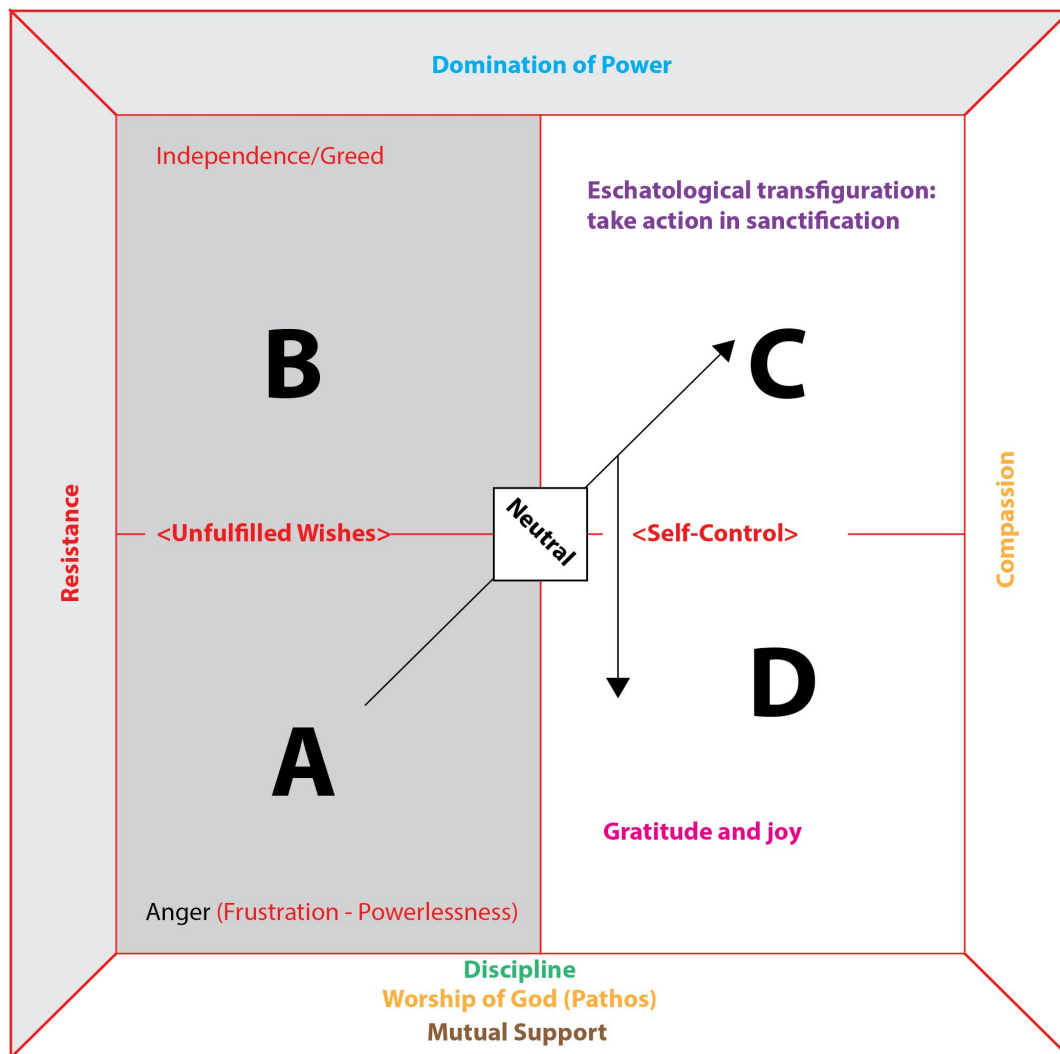 Domination of Power
Independence/Greed
Eschatological transfiguration:
take action in sanctification
B
C
Resistance
<Unfulfilled Wishes>
Neutral
<Self-Control>
Compassion
A
D
Gratitude and joy
Anger (Frustration - Powerlessness)
Discipline
Worship of God (Pathos)
Mutual Support